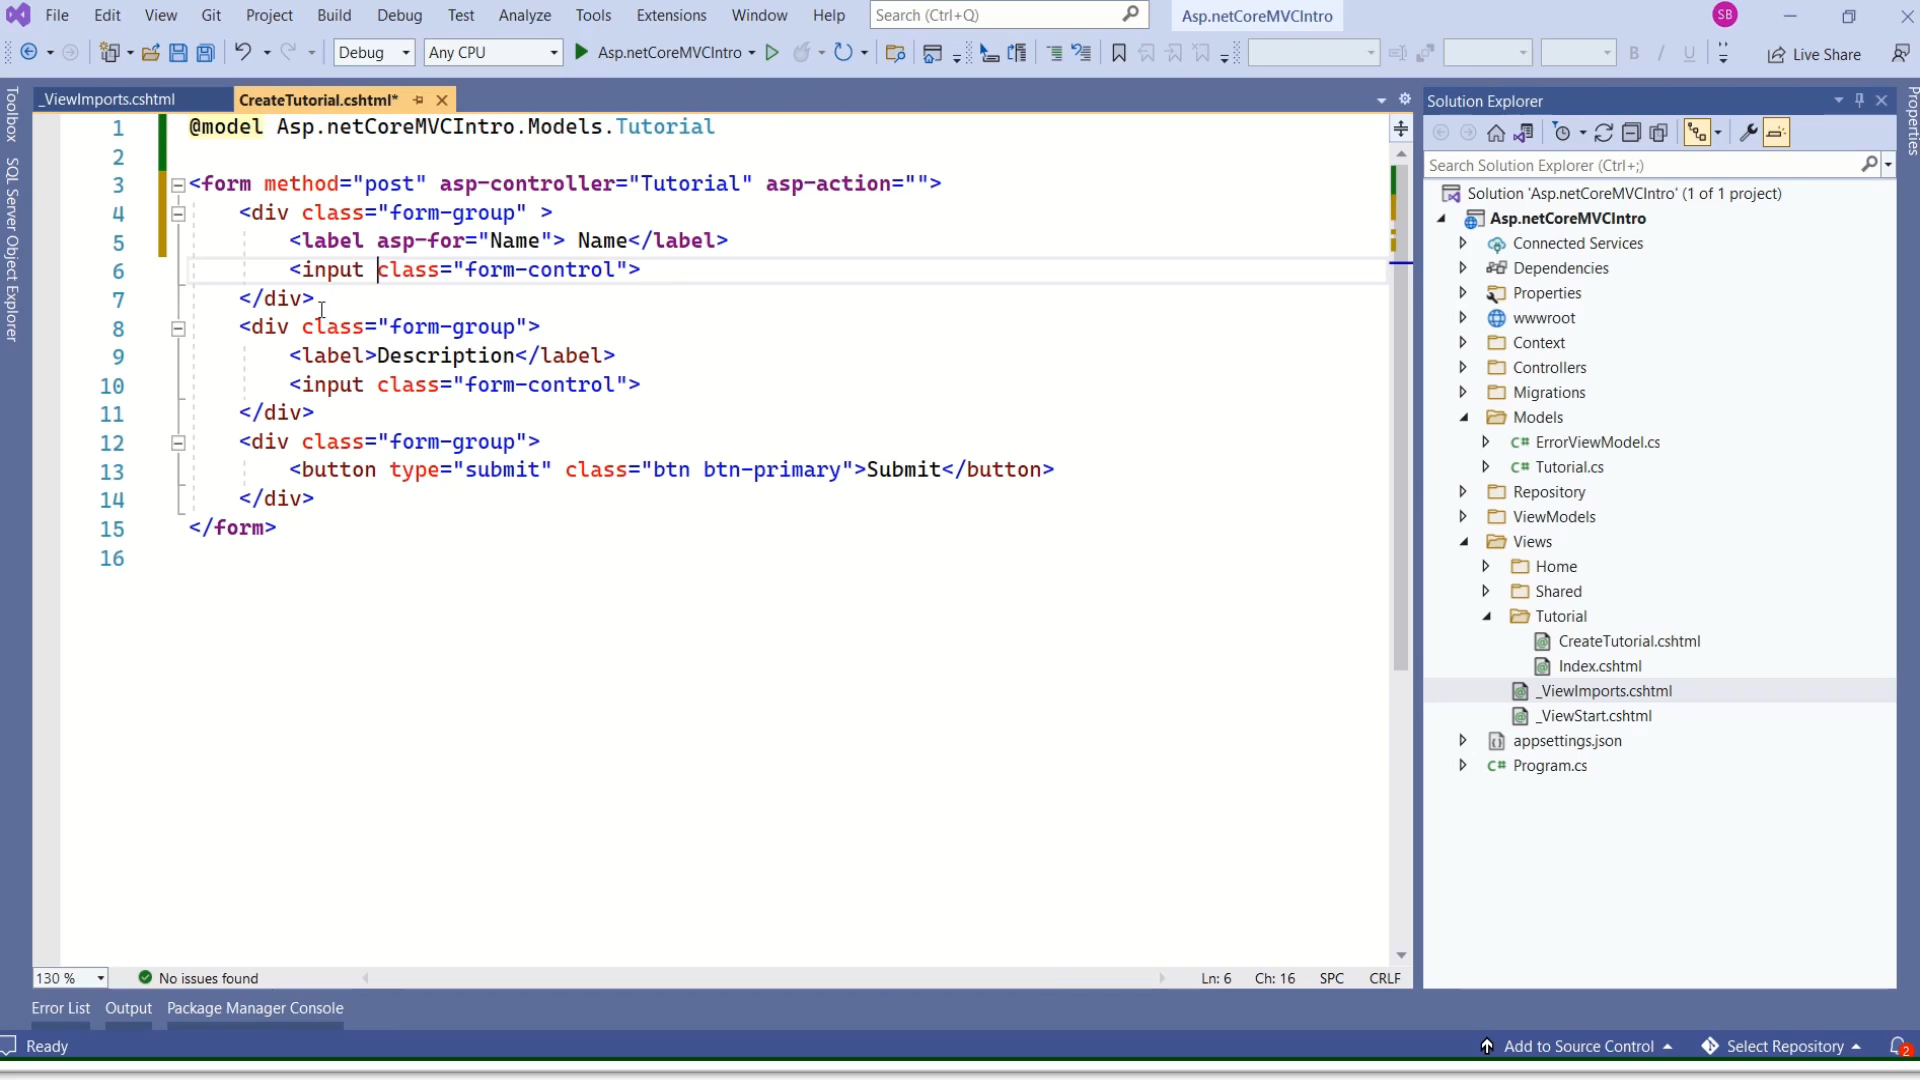 File Edit View Git Project Build Debug Test Analyze Tools Extensions Window Help Search (Ctrl+Q) Asp.netCoreMVCIntro SB
Debug Any CPU Asp.netCoreMVCIntro Live Share
Toolbox
SQL Server Object Explorer
_ViewImports.cshtml CreateTutorial.cshtml*
1 @model Asp.netCoreMVCIntro.Models.Tutorial
2
3 <form method="post" asp-controller="Tutorial" asp-action="">
4 <div class="form-group" >
5 <label asp-for="Name"> Name</label>
6 <input class="form-control">
7 </div>
8 <div class="form-group">
9 <label>Description</label>
10 <input class="form-control">
11 </div>
12 <div class="form-group">
13 <button type="submit" class="btn btn-primary">Submit</button>
14 </div>
15 </form>
16
130 % No issues found Ln: 6 Ch: 16 SPC CRLF
Solution Explorer
Search Solution Explorer (Ctrl+;)
Solution 'Asp.netCoreMVCIntro' (1 of 1 project)
Asp.netCoreMVCIntro
Connected Services
Dependencies
Properties
wwwroot
Context
Controllers
Migrations
Models
C# ErrorViewModel.cs
C# Tutorial.cs
Repository
ViewModels
Views
Home
Shared
Tutorial
CreateTutorial.cshtml
Index.cshtml
_ViewImports.cshtml
_ViewStart.cshtml
appsettings.json
C# Program.cs
Properties
Error List Output Package Manager Console
Ready Add to Source Control Select Repository 2